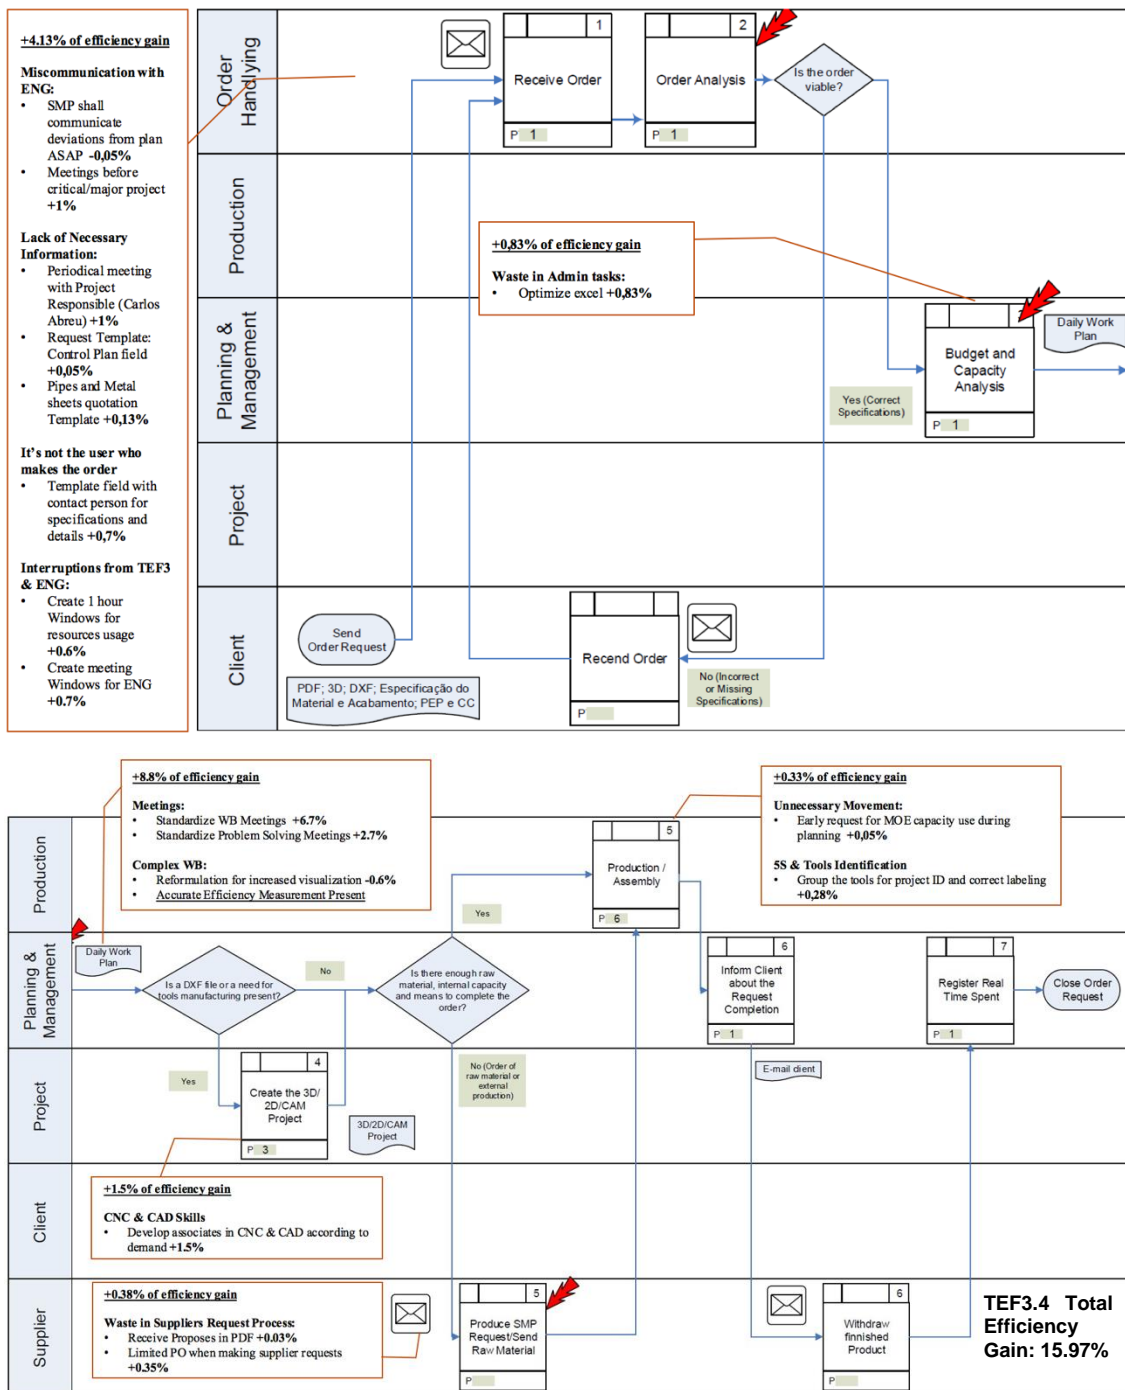 +4.13% of efficiency gain
Miscommunication with
ENG:
• SMP shall
communicate
deviations from plan
ASAP -0,05%
• Meetings before
critical/major project
+1%
Lack of Necessary
Information:
• Periodical meeting
with Project
Responsible (Carlos
Abreu) +1%
• Request Template:
Control Plan field
+0,05%
• Pipes and Metal
sheets quotation
Template +0,13%
It's not the user who
makes the order
• Template field with
contact person for
specifications and
details +0,7%
Interruptions from TEF3
& ENG:
• Create 1 hour
Windows for
resources usage
+0.6%
• Create meeting
Windows for ENG
+0.7%
Order
Handlying
1
Receive Order
P 1
2
Order Analysis
P 1
Is the order
viable?
Production
+0,83% of efficiency gain
Waste in Admin tasks:
• Optimize excel +0,83%
Planning &
Management
Budget and
Capacity
Analysis
P 1
Daily Work
Plan
Yes (Correct
Specifications)
Project
Client
Send
Order Request
PDF; 3D; DXF; Especificação do
Material e Acabamento; PEP e CC
Recend Order
P
No (Incorrect
or Missing
Specifications)
+8.8% of efficiency gain
Meetings:
• Standardize WB Meetings +6.7%
• Standardize Problem Solving Meetings +2.7%
Complex WB:
• Reformulation for increased visualization -0.6%
• Accurate Efficiency Measurement Present
+0.33% of efficiency gain
Unnecessary Movement:
• Early request for MOE capacity use during
planning +0,05%
5S & Tools Identification
• Group the tools for project ID and correct labeling
+0,28%
Production
5
Production /
Assembly
P 6
Yes
Planning &
Management
Daily Work
Plan
Is a DXF file or a need for
tools manufacturing present?
No
Is there enough raw
material, internal capacity
and means to complete the
order?
6
Inform Client
about the
Request
Completion
P 1
7
Register Real
Time Spent
P 1
Close Order
Request
Project
Yes
4
Create the 3D/
2D/CAM
Project
P 3
3D/2D/CAM
Project
No (Order of
raw material or
external
production)
E-mail client
Client
+1.5% of efficiency gain
CNC & CAD Skills
• Develop associates in CNC & CAD according to
demand +1.5%
Supplier
+0.38% of efficiency gain
Waste in Suppliers Request Process:
• Receive Proposes in PDF +0.03%
• Limited PO when making supplier requests
+0.35%
5
Produce SMP
Request/Send
Raw Material
P
6
Withdraw
finnished
Product
P
TEF3.4 Total
Efficiency
Gain: 15.97%